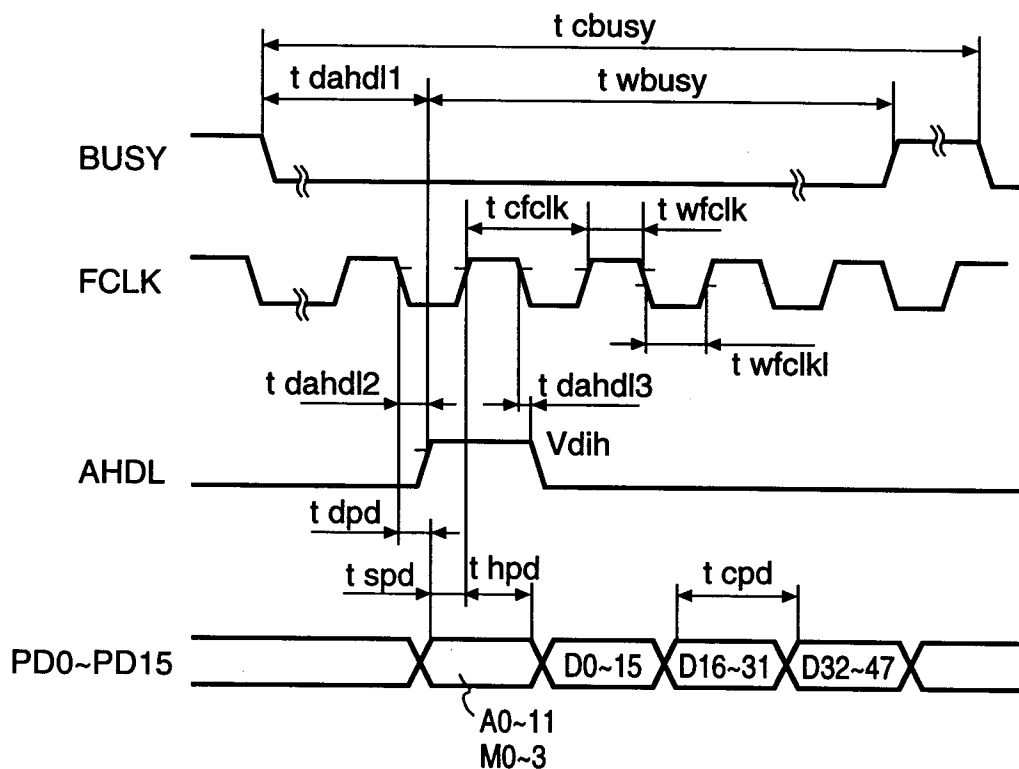 t cbusy
t dahdl1
t wbusy
BUSY
t cfclk
t wfclk
FCLK
t wfclkl
t dahdl2
t dahdl3
Vdih
AHDL
t dpd
t spd
t hpd
t cpd
PD0~PD15
D0~15
D16~31
D32~47
A0~11
M0~3